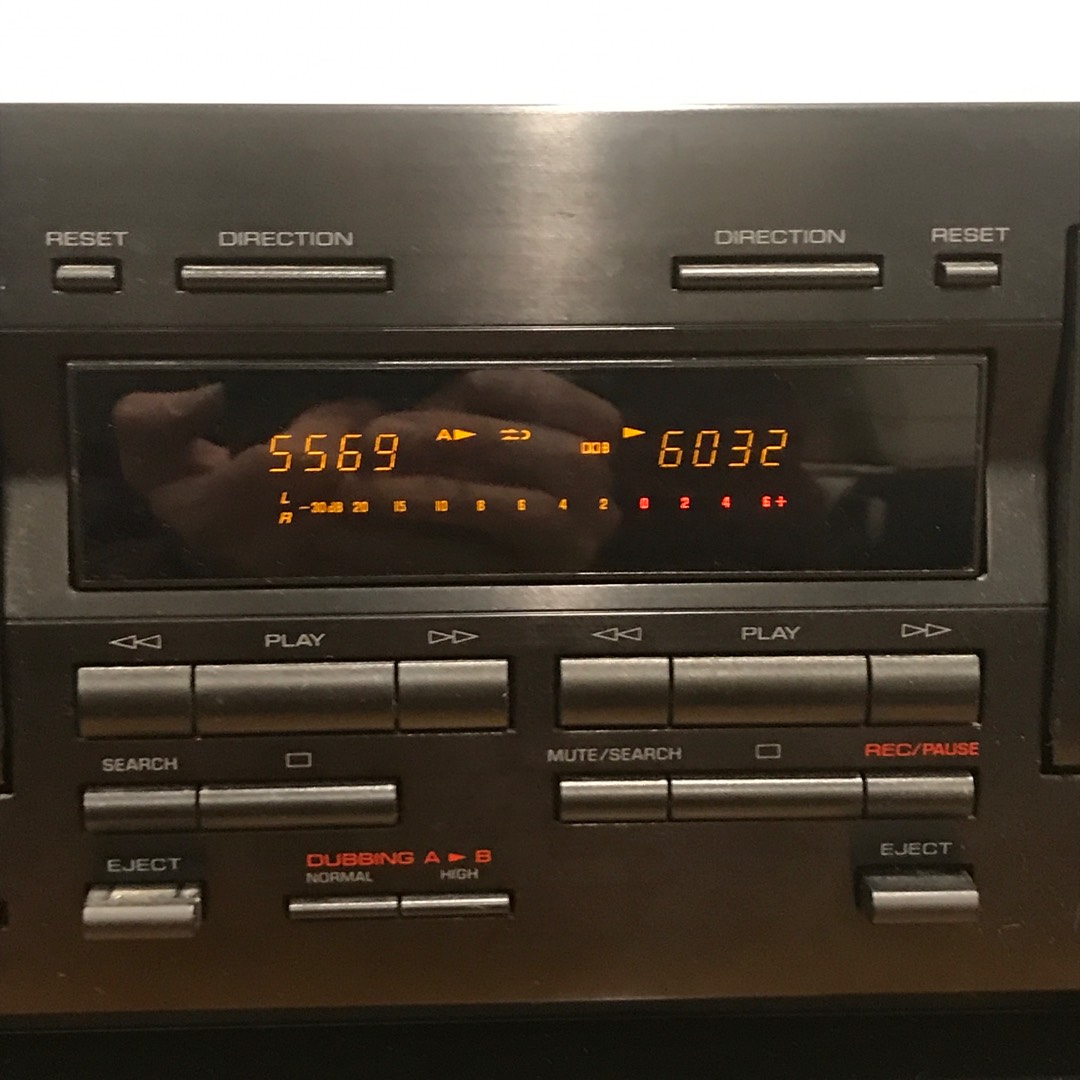 RESET DIRECTION DIRECTION RESET
5569 A B 6032
L
R -30dB 20 15 10 8 6 4 2 0 2 4 6+
PLAY PLAY
SEARCH MUTE/SEARCH REC/PAUSE
EJECT DUBBING A B EJECT
NORMAL HIGH